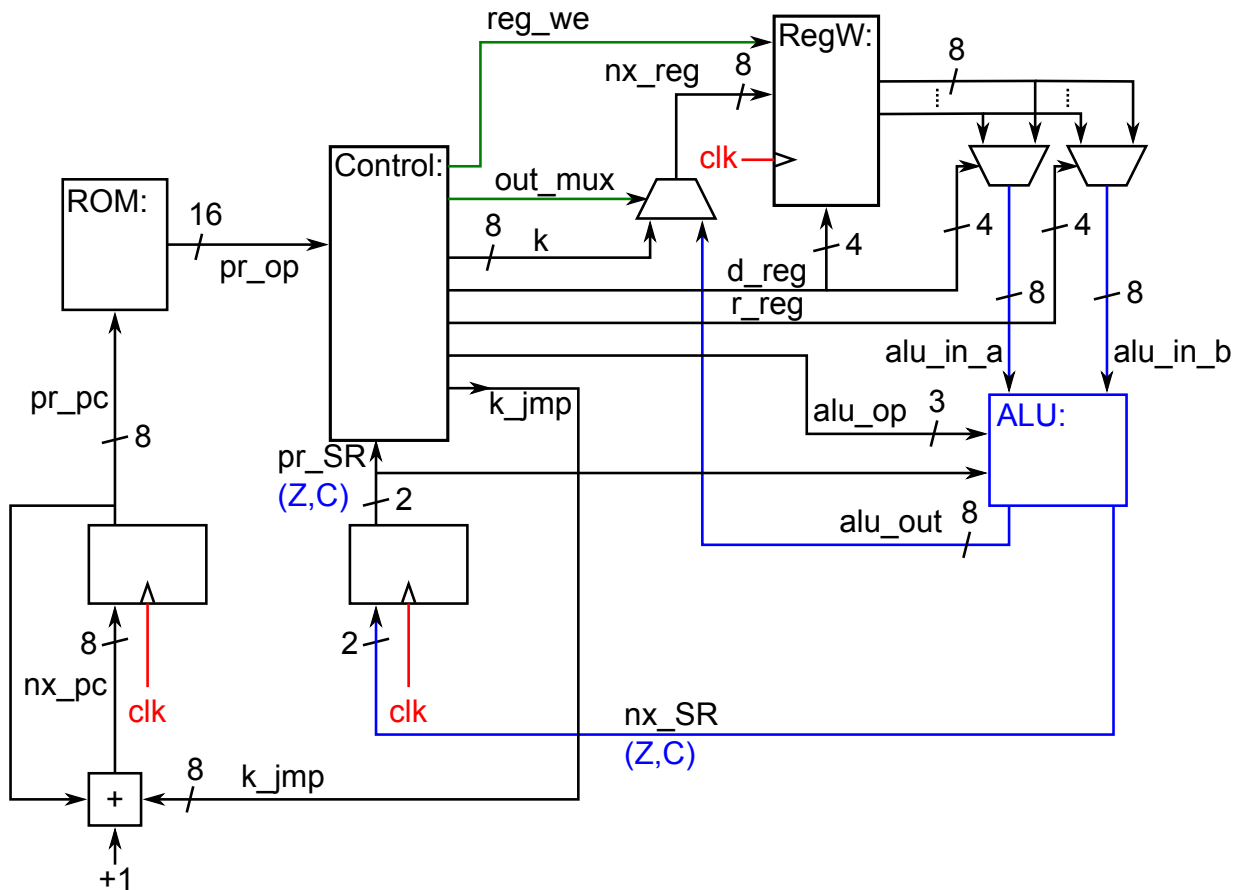 reg_we
RegW:
8
nx_reg
8
Control:
clk
out_mux
ROM:
16
pr_op
8
k
4
4
4
d_reg
r_reg
8
8
alu_in_a
alu_in_b
pr_pc
8
k_jmp
alu_op
3
ALU:
pr_SR
(Z,C)
2
alu_out
8
8
2
nx_pc
clk
clk
nx_SR
(Z,C)
8
k_jmp
+
+1